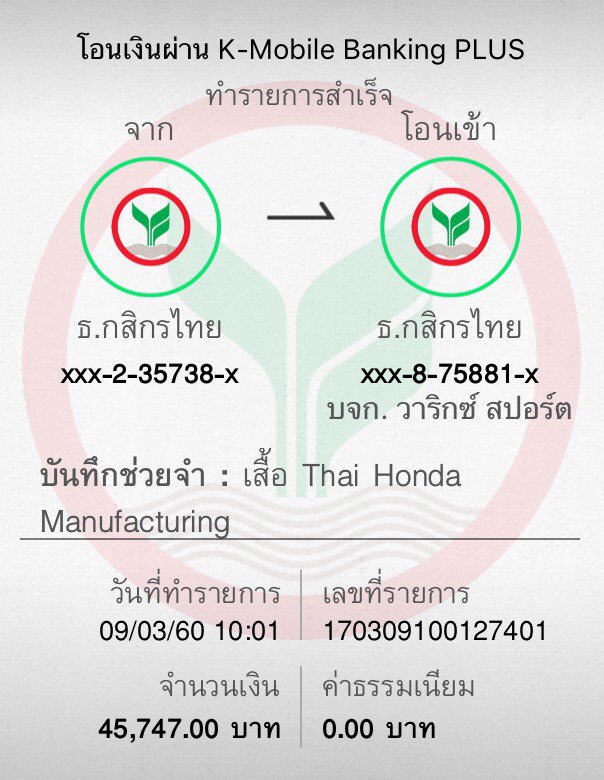 โอนเงินผ่าน K-Mobile Banking PLUS
ทำรายการสำเร็จ
จาก
โอนเข้า
ธ.กสิกรไทย
ธ.กสิกรไทย
xxx-2-35738-x
xxx-8-75881-x
บจก. วาริกซ์ สปอร์ต
บันทึกช่วยจำ : เสื้อ Thai Honda
Manufacturing
วันที่ทำรายการ
เลขที่รายการ
09/03/60 10:01
170309100127401
จำนวนเงิน
ค่าธรรมเนียม
45,747.00 บาท
0.00 บาท